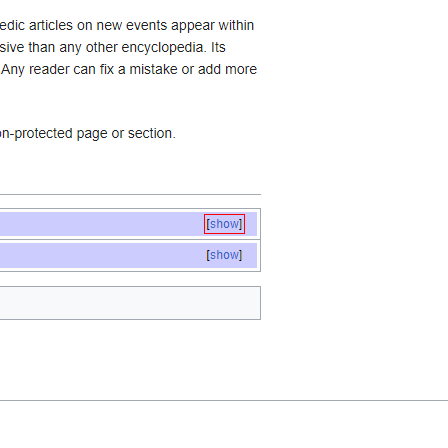 edic articles on new events appear within
sive than any other encyclopedia. Its
Any reader can fix a mistake or add more
n-protected page or section.
[show]
[show]